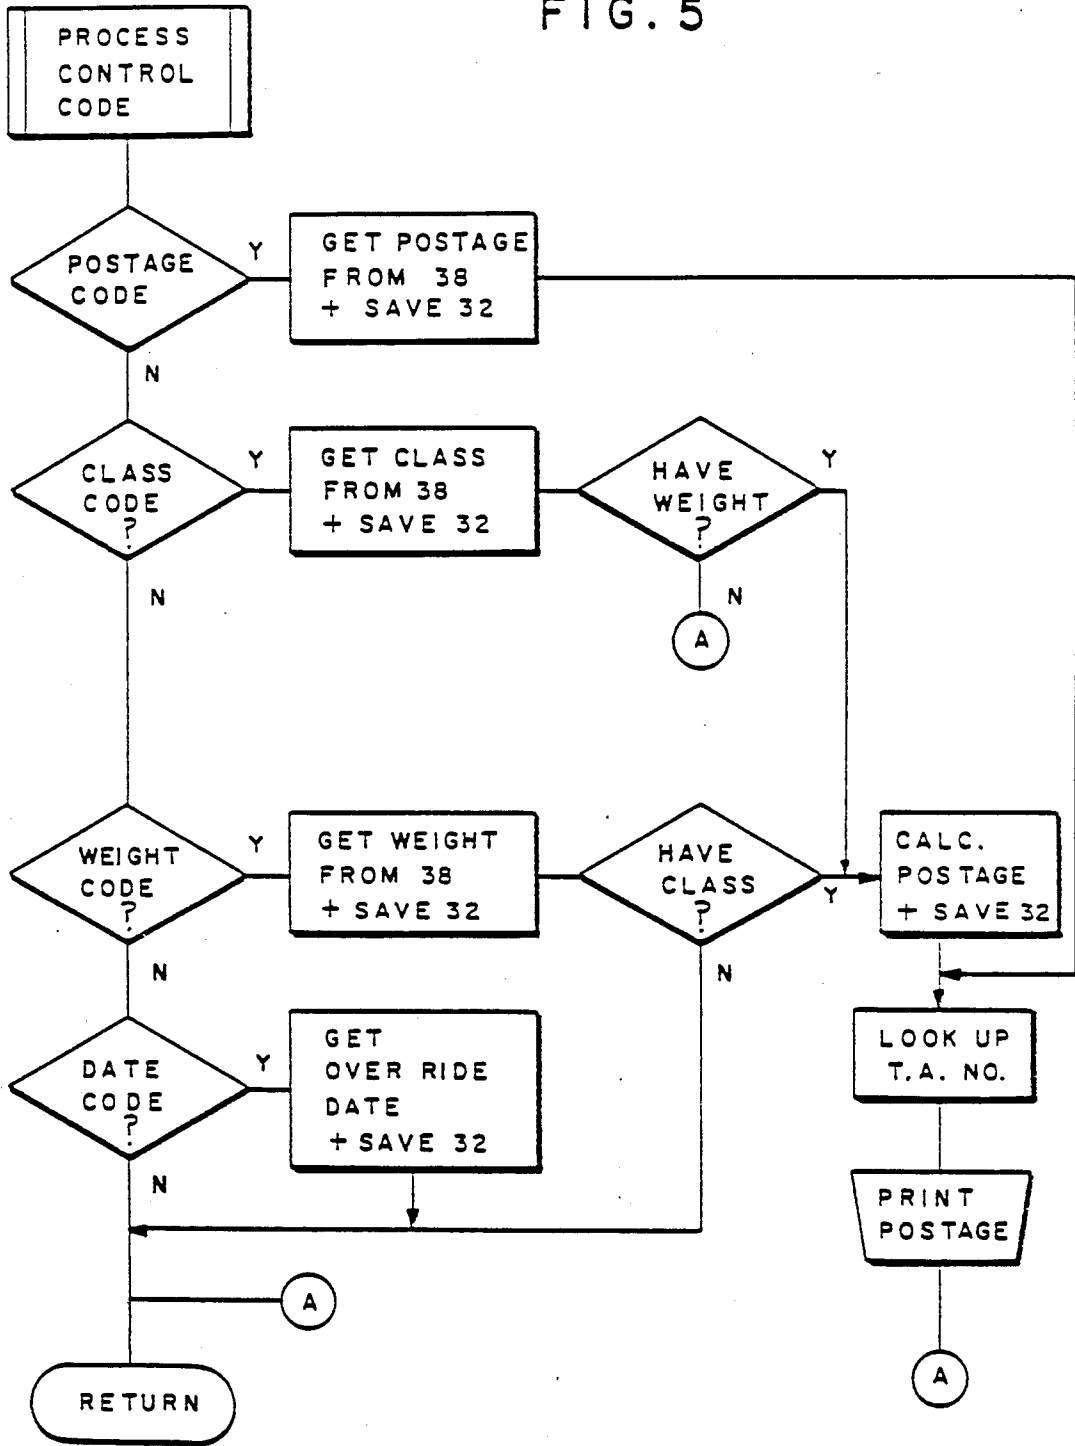 FIG. 5
PROCESS
CONTROL
CODE
POSTAGE
CODE
Y
N
GET POSTAGE
FROM 38
+ SAVE 32
CLASS
CODE
?
Y
N
GET CLASS
FROM 38
+ SAVE 32
HAVE
WEIGHT
?
Y
N
A
WEIGHT
CODE
?
Y
N
GET WEIGHT
FROM 38
+ SAVE 32
HAVE
CLASS
?
Y
N
CALC.
POSTAGE
+ SAVE 32
DATE
CODE
?
Y
N
GET
OVER RIDE
DATE
+ SAVE 32
LOOK UP
T.A. NO.
PRINT
POSTAGE
A
A
RETURN